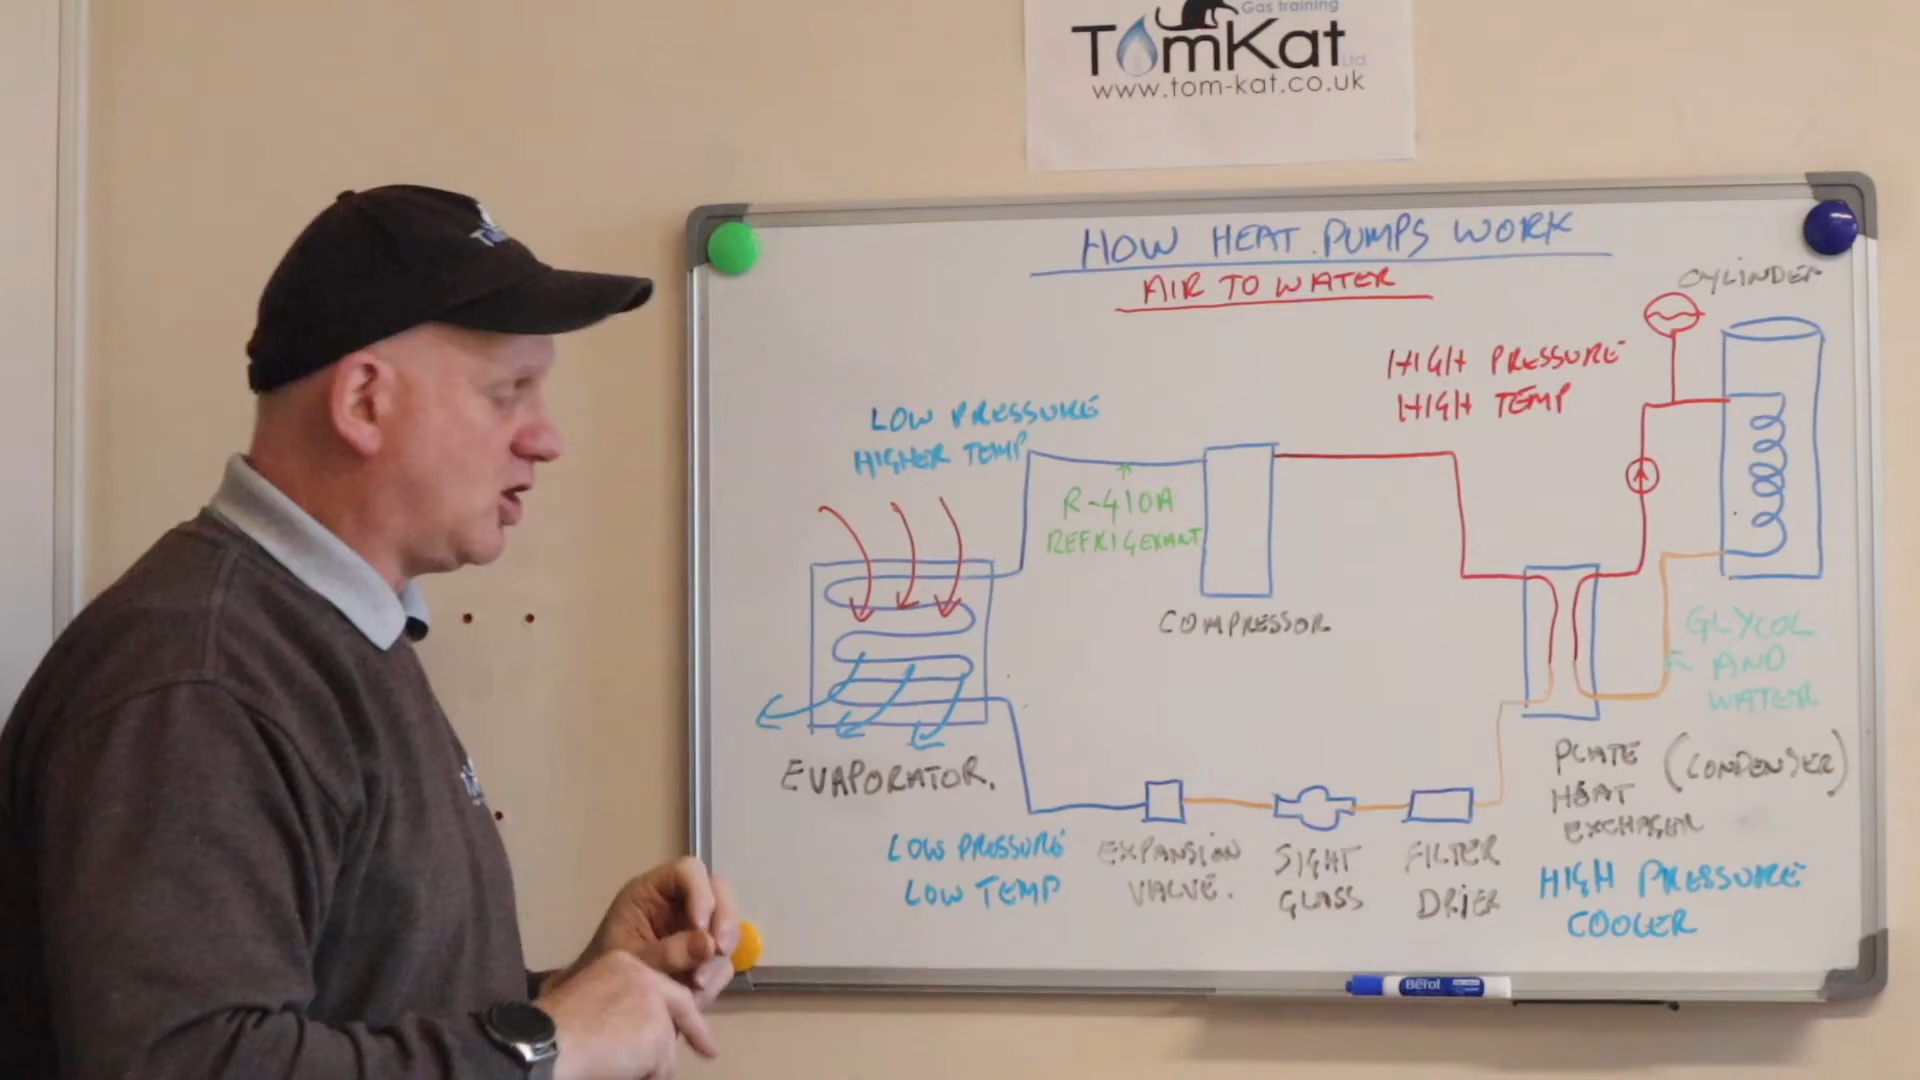 Gas training
TomKat
Ltd
www.tom-kat.co.uk
HOW HEAT PUMPS WORK
AIR TO WATER
CYLINDER
HIGH PRESSURE
HIGH TEMP
LOW PRESSURE
HIGHER TEMP
R-410A
REFRIGERANT
COMPRESSOR
GLYCOL
AND
WATER
EVAPORATOR.
PLATE
HEAT
(CONDENSER)
LOW PRESSURE
LOW TEMP
EXPANSION
VALVE.
SIGHT
GLASS
FILTER
DRIER
HIGH PRESSURE
COOLER
Berol